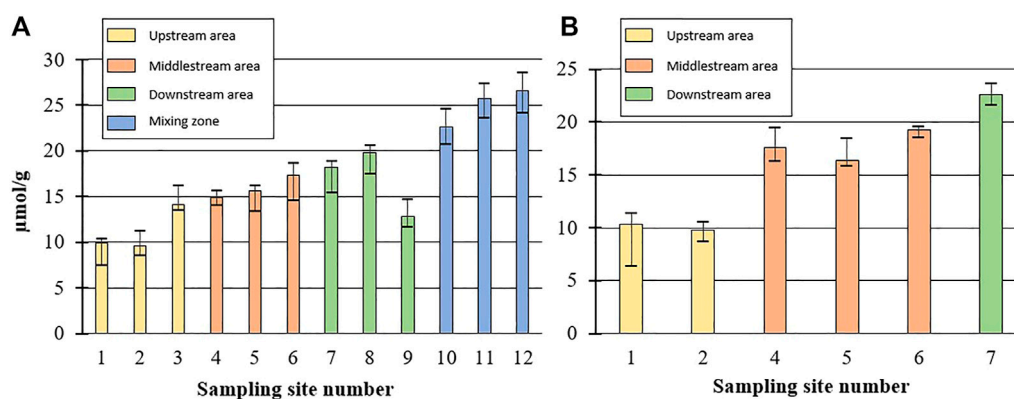 A
Upstream area
Middlestream area
Downstream area
Mixing zone
µmol/g
30
25
20
15
10
5
0
1 2 3 4 5 6 7 8 9 10 11 12
Sampling site number
B
Upstream area
Middlestream area
Downstream area
25
20
15
10
5
0
1 2 4 5 6 7
Sampling site number